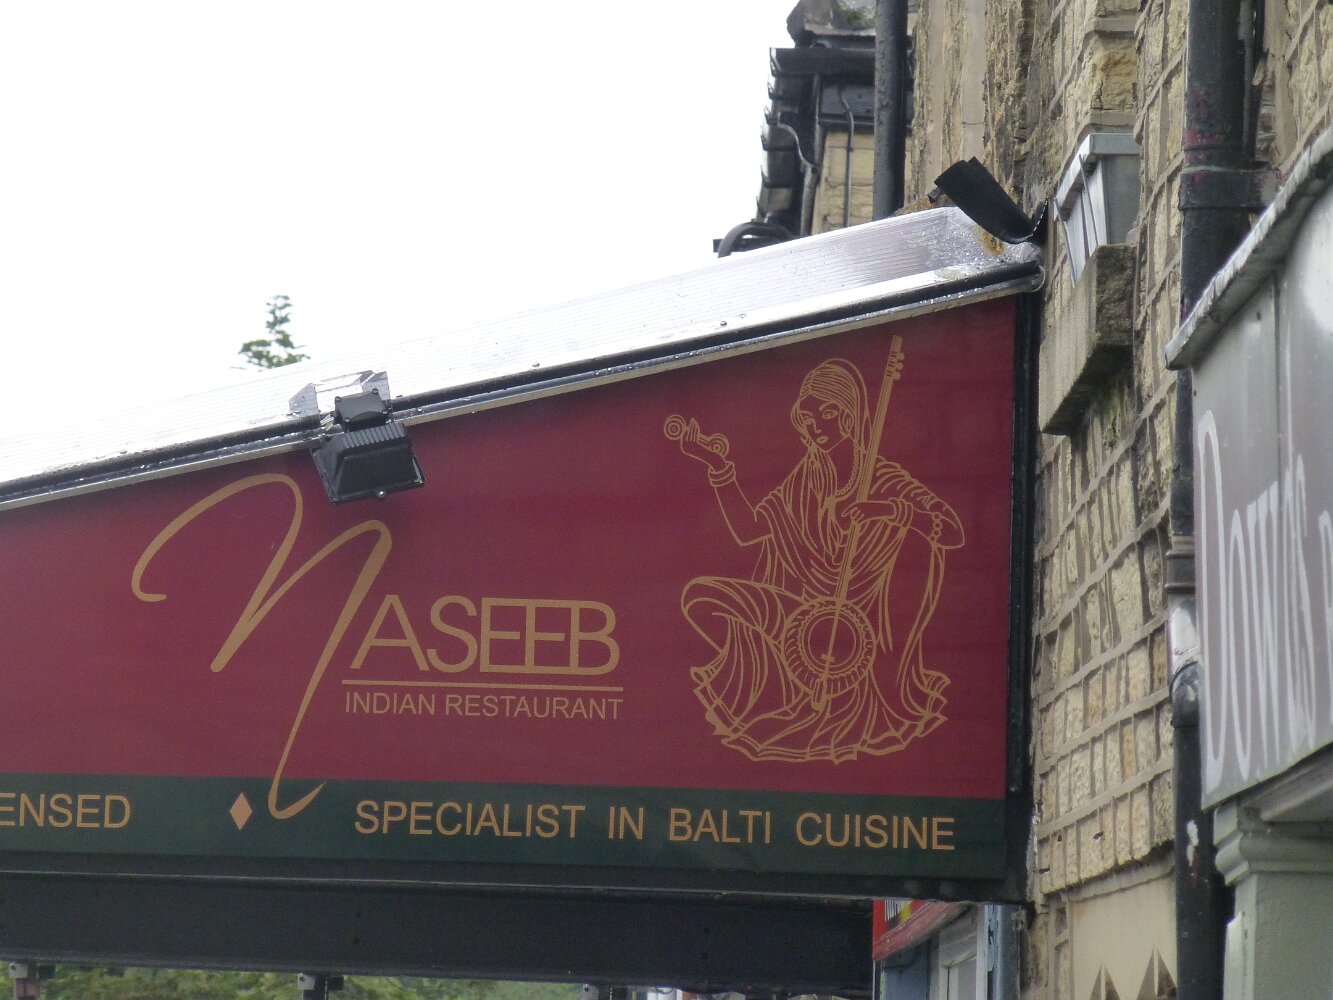 NASEEB
INDIAN RESTAURANT
ENSED ♦ SPECIALIST IN BALTI CUISINE